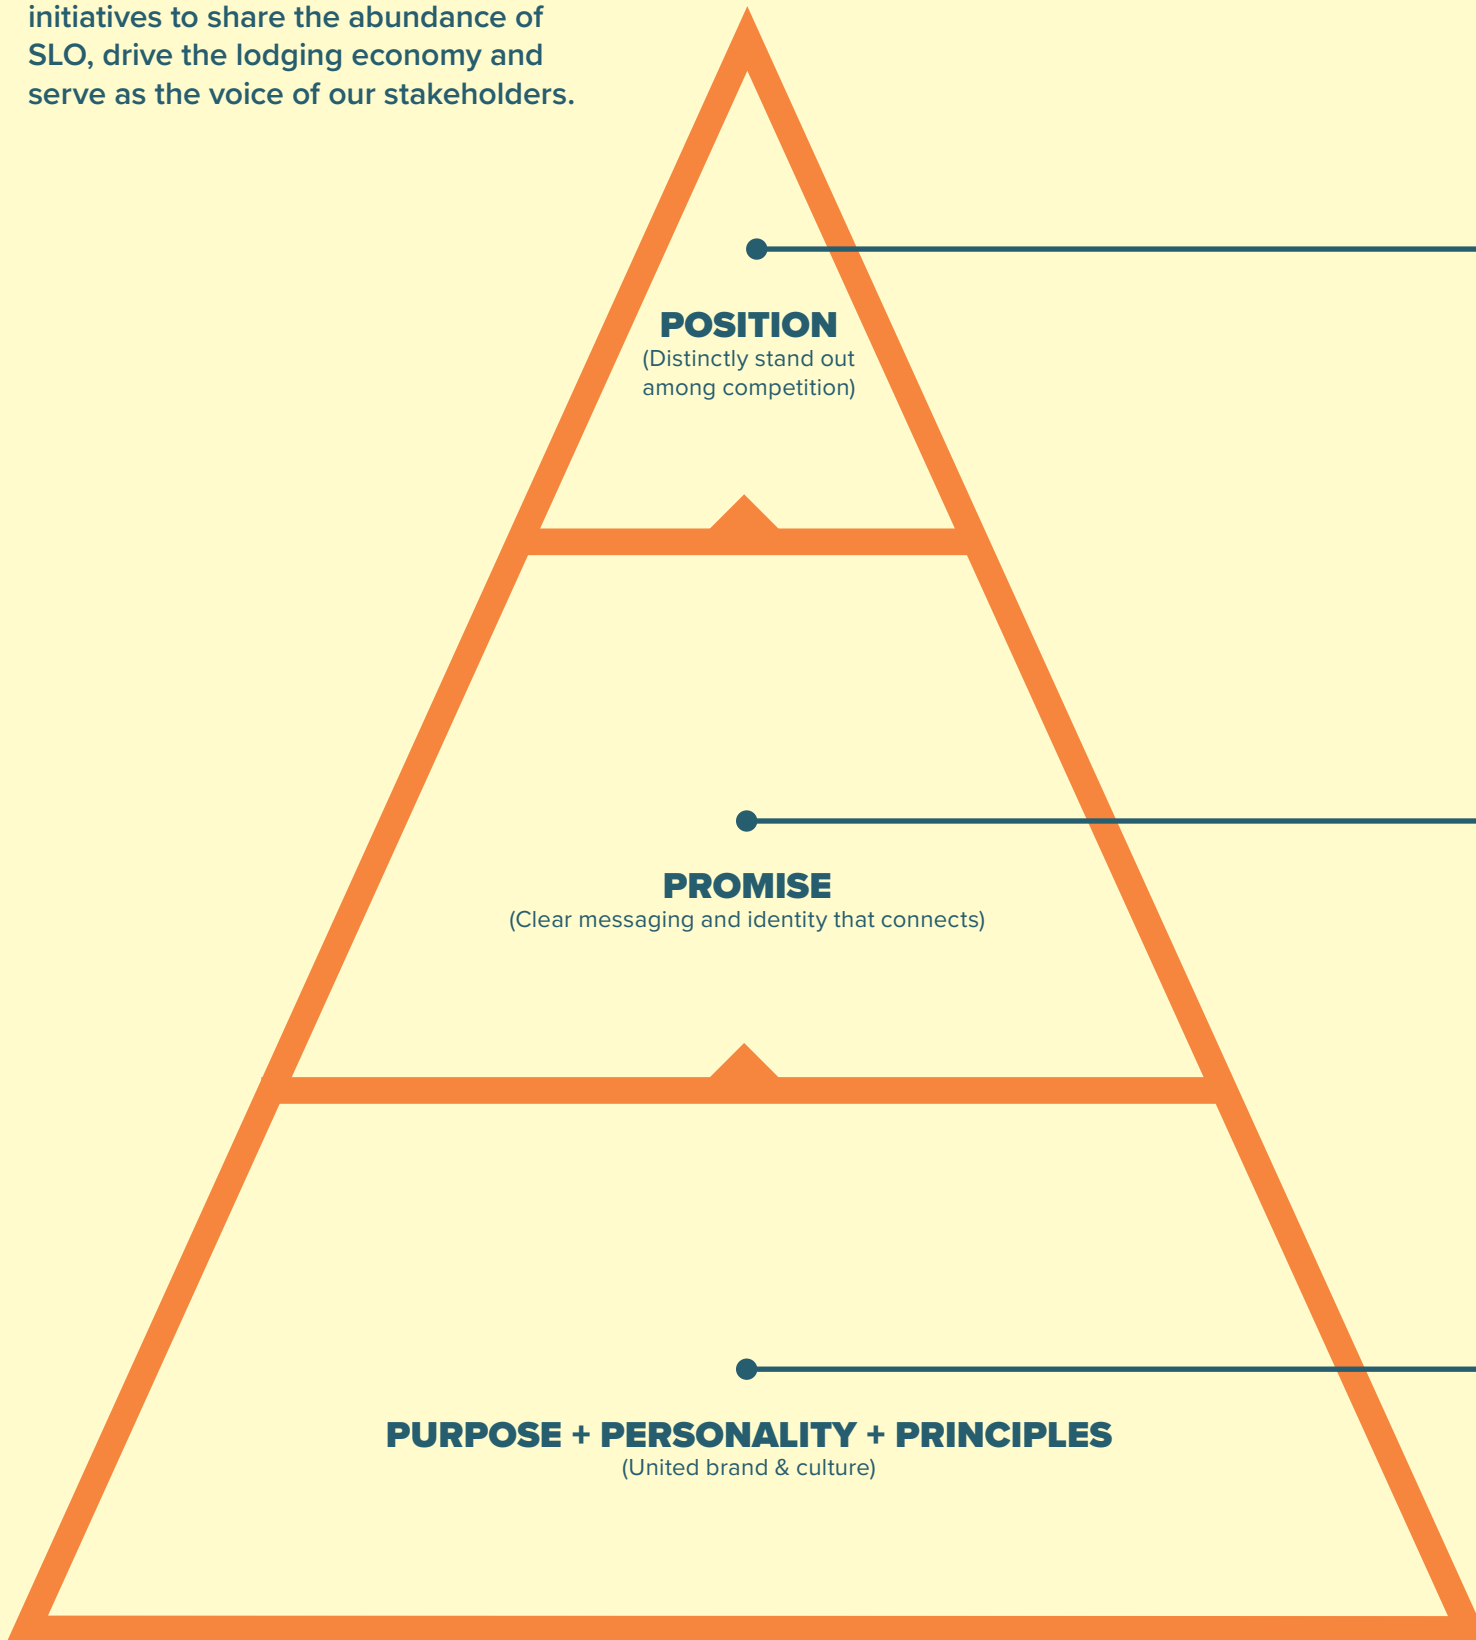 initiatives to share the abundance of
SLO, drive the lodging economy and
serve as the voice of our stakeholders.
POSITION
(Distinctly stand out
among competition)
PROMISE
(Clear messaging and identity that connects)
PURPOSE + PERSONALITY + PRINCIPLES
(United brand & culture)